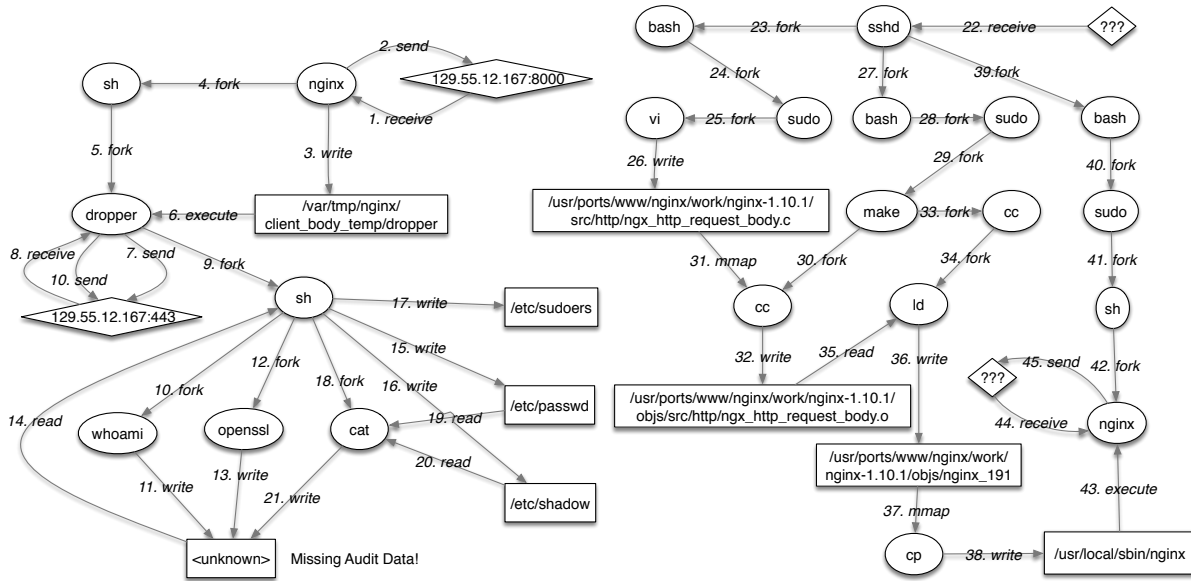 2. send
sh
4. fork
nginx
129.55.12.167:8000
1. receive
5. fork
3. write
dropper
6. execute
/var/tmp/nginx/
client_body_temp/dropper
8. receive
7. send
10. send
9. fork
129.55.12.167:443
sh
17. write
/etc/sudoers
15. write
12. fork
16. write
10. fork
18. fork
14. read
/etc/passwd
19. read
whoami
openssl
cat
20. read
11. write
13. write
21. write
/etc/shadow
<unknown>
Missing Audit Data!
bash
23. fork
sshd
22. receive
???
24. fork
27. fork
39.fork
vi
25. fork
sudo
bash
28. fork
sudo
bash
26. write
29. fork
40. fork
/usr/ports/www/nginx/work/nginx-1.10.1/
src/http/ngx_http_request_body.c
make
33. fork
cc
sudo
31. mmap
30. fork
34. fork
41. fork
cc
ld
sh
32. write
35. read
36. write
45. send
42. fork
???
/usr/ports/www/nginx/work/nginx-1.10.1/
objs/src/http/ngx_http_request_body.o
44. receive
nginx
/usr/ports/www/nginx/work/
nginx-1.10.1/objs/nginx_191
43. execute
37. mmap
cp
38. write
/usr/local/sbin/nginx